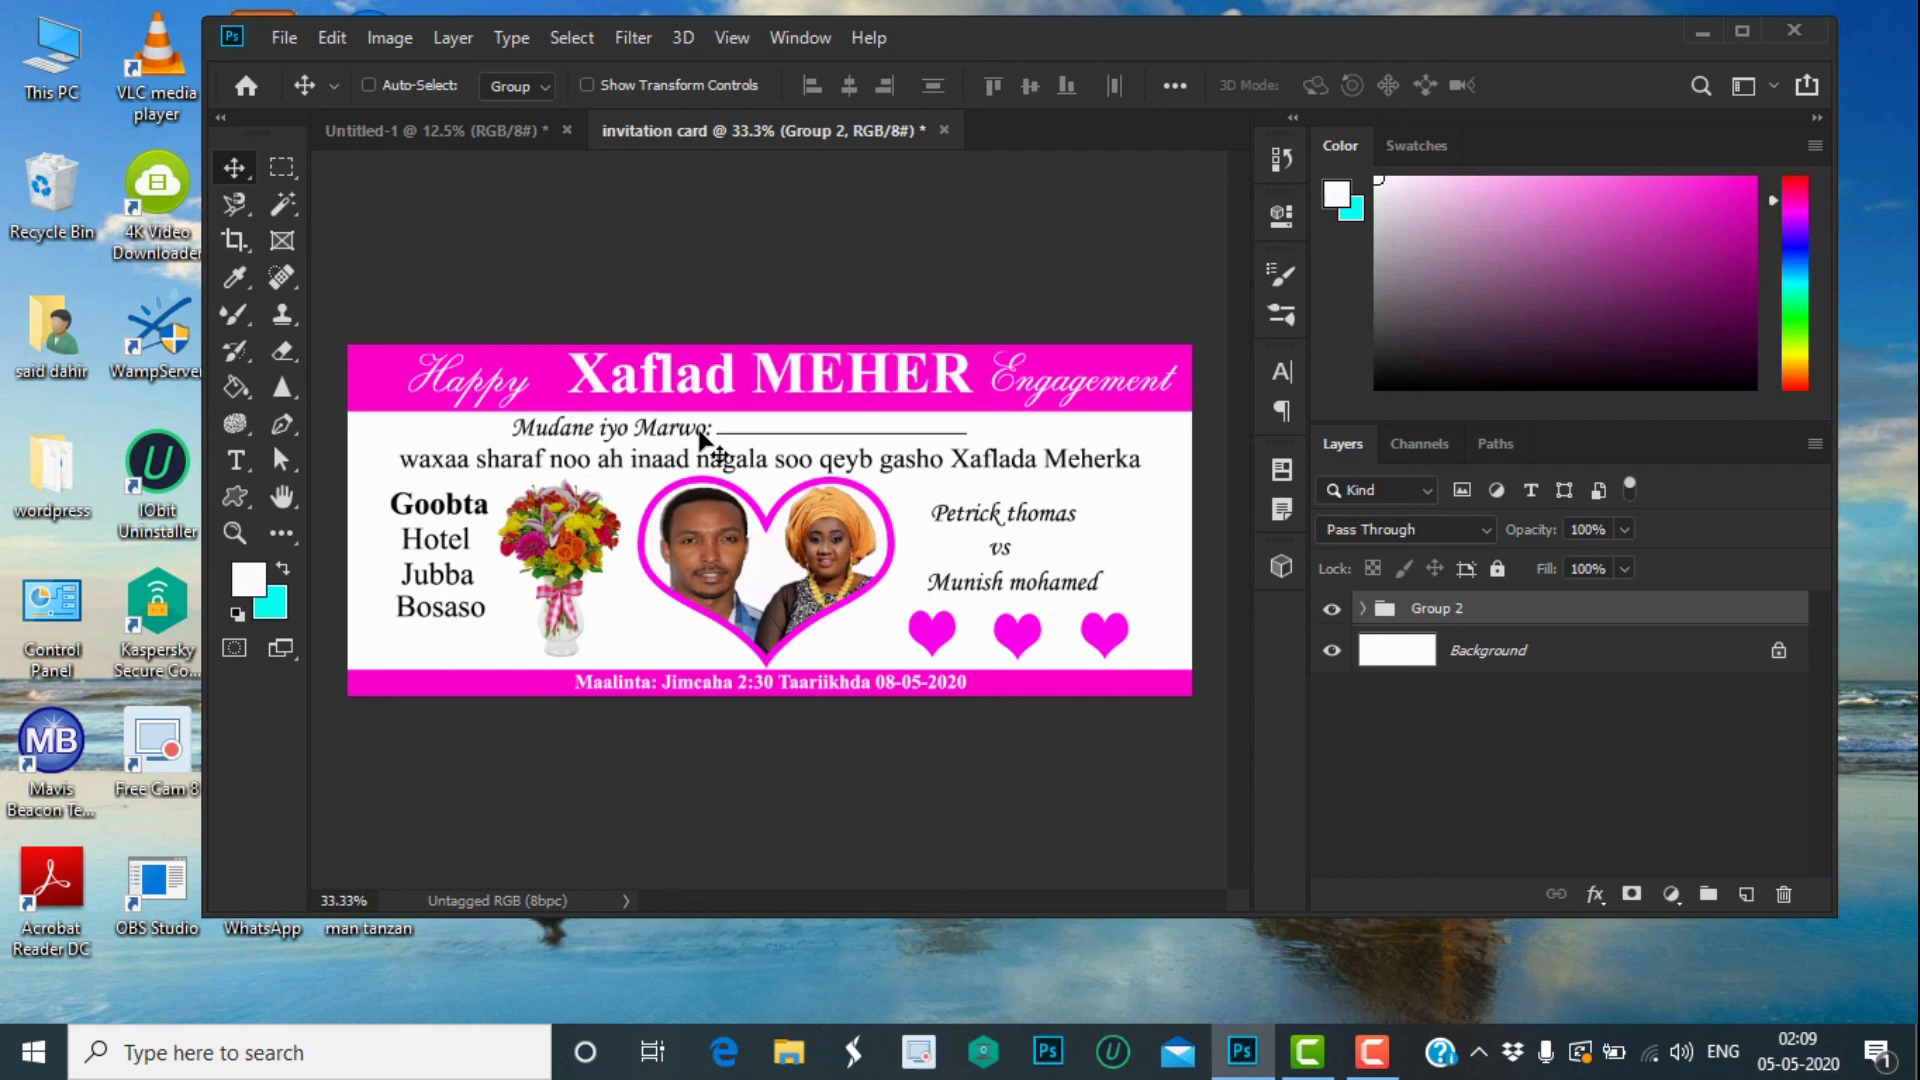 This PC
VLC media
player
Recycle Bin
4K Video
Downloader
said dahir
WampServer
wordpress
IObit
Uninstaller
Control
Panel
Kaspersky
Secure Co...
MB
Mavis
Beacon Te...
Free Cam 8
Acrobat
Reader DC
OBS Studio
WhatsApp
man tanzan
Ps
File
Edit
Image
Layer
Type
Select
Filter
3D
View
Window
Help
Auto-Select:
Group
Show Transform Controls
3D Mode:
Untitled-1 @ 12.5% (RGB/8#) *
invitation card @ 33.3% (Group 2, RGB/8#) *
Happy Xaflad MEHER Engagement
Mudane iyo Marwo:
waxaa sharaf noo ah inaad nagala soo qeyb gasho Xaflada Meherka
Goobta
Hotel
Jubba
Bosaso
Petrick thomas
vs
Munish mohamed
Maalinta: Jimcaha 2:30 Taariikhda 08-05-2020
33.33%
Untagged RGB (8bpc)
Color
Swatches
Layers
Channels
Paths
Kind
Pass Through
Opacity: 100%
Lock:
Fill: 100%
Group 2
Background
fx
Type here to search
Ps
Ps
ENG
02:09
05-05-2020
1